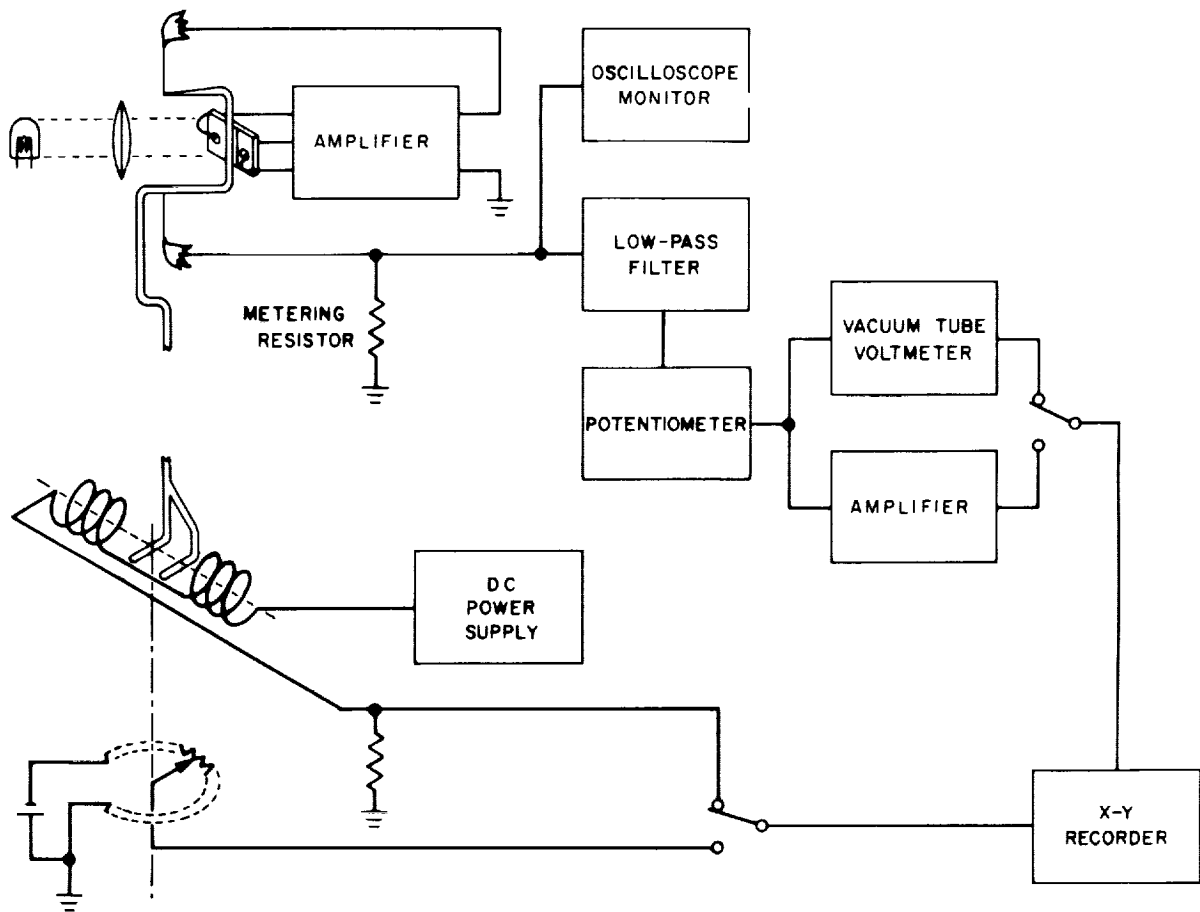 OSCILLOSCOPE
MONITOR
AMPLIFIER
LOW-PASS
FILTER
METERING
RESISTOR
VACUUM TUBE
VOLTMETER
POTENTIOMETER
AMPLIFIER
DC
POWER
SUPPLY
X-Y
RECORDER